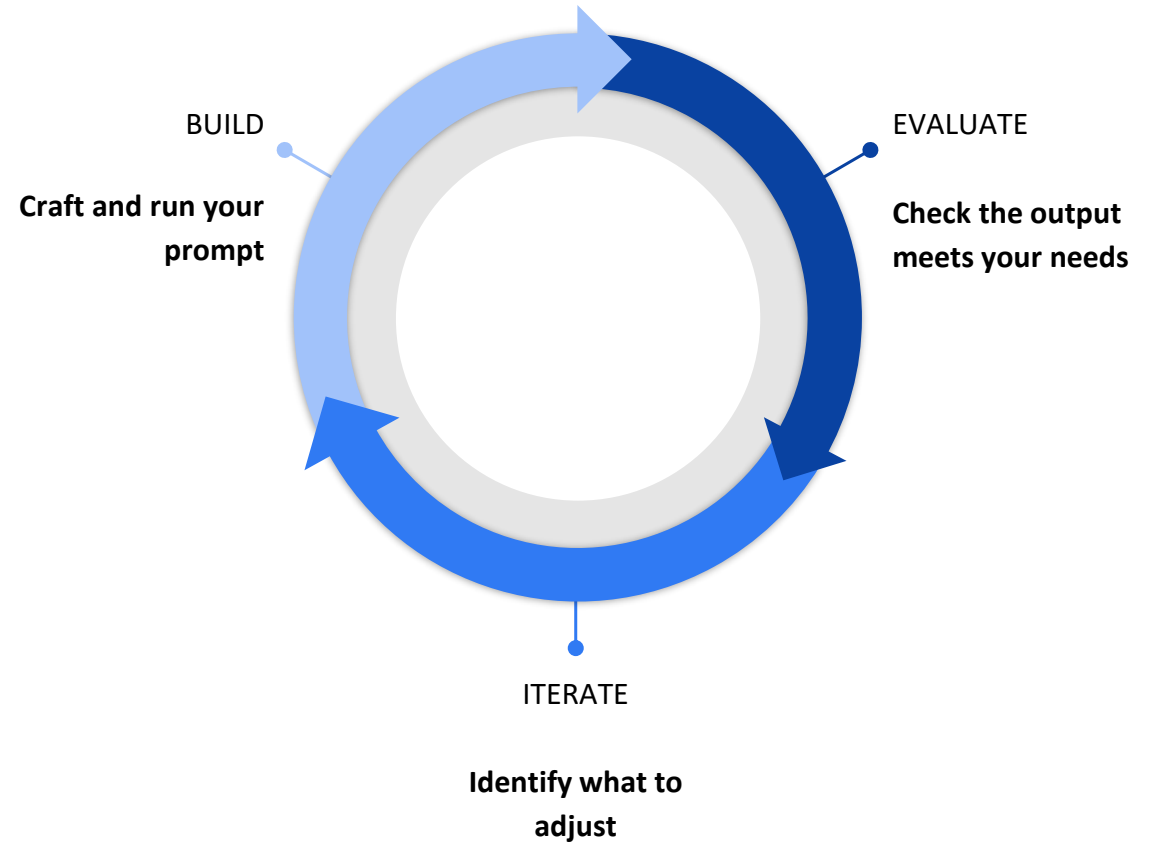 BUILD
Craft and run your
prompt
EVALUATE
Check the output
meets your needs
ITERATE
Identify what to
adjust